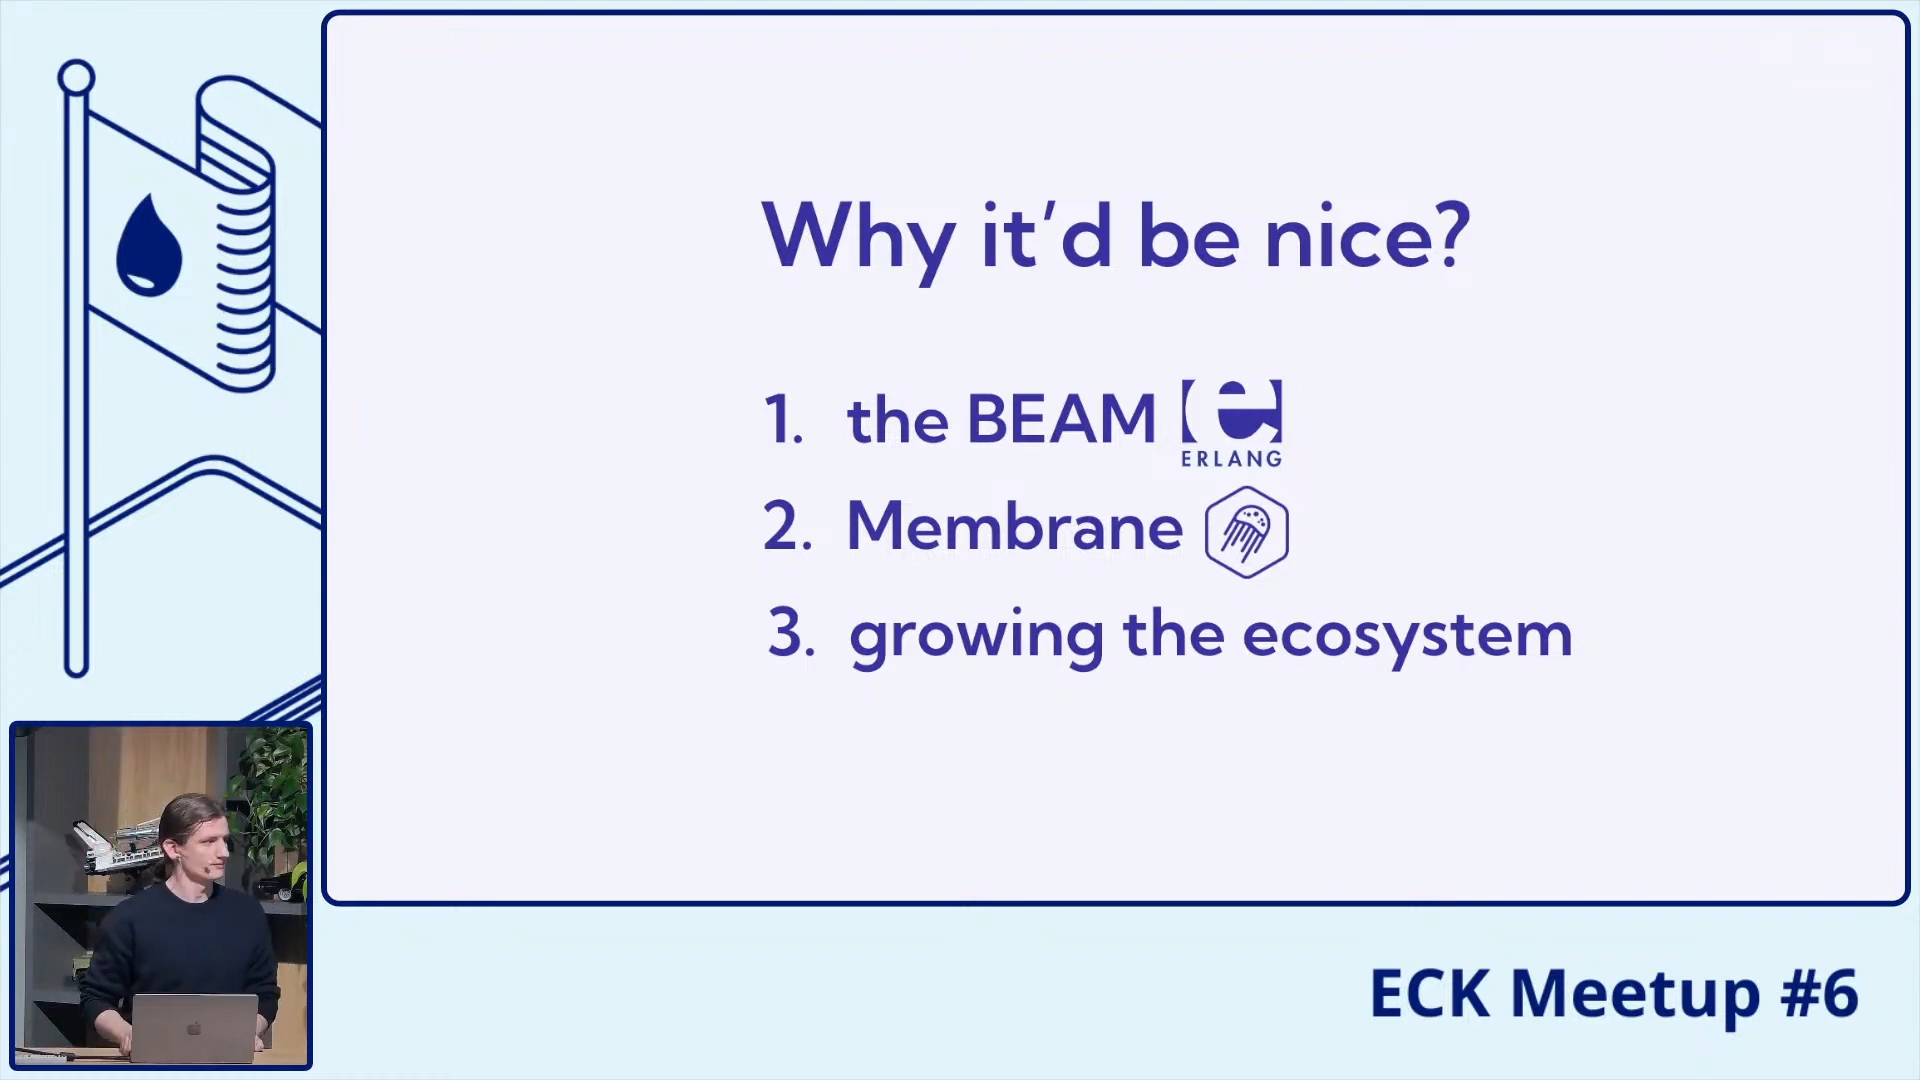 Why it’d be nice?
1. the BEAM
ERLANG
2. Membrane
3. growing the ecosystem
ECK Meetup #6